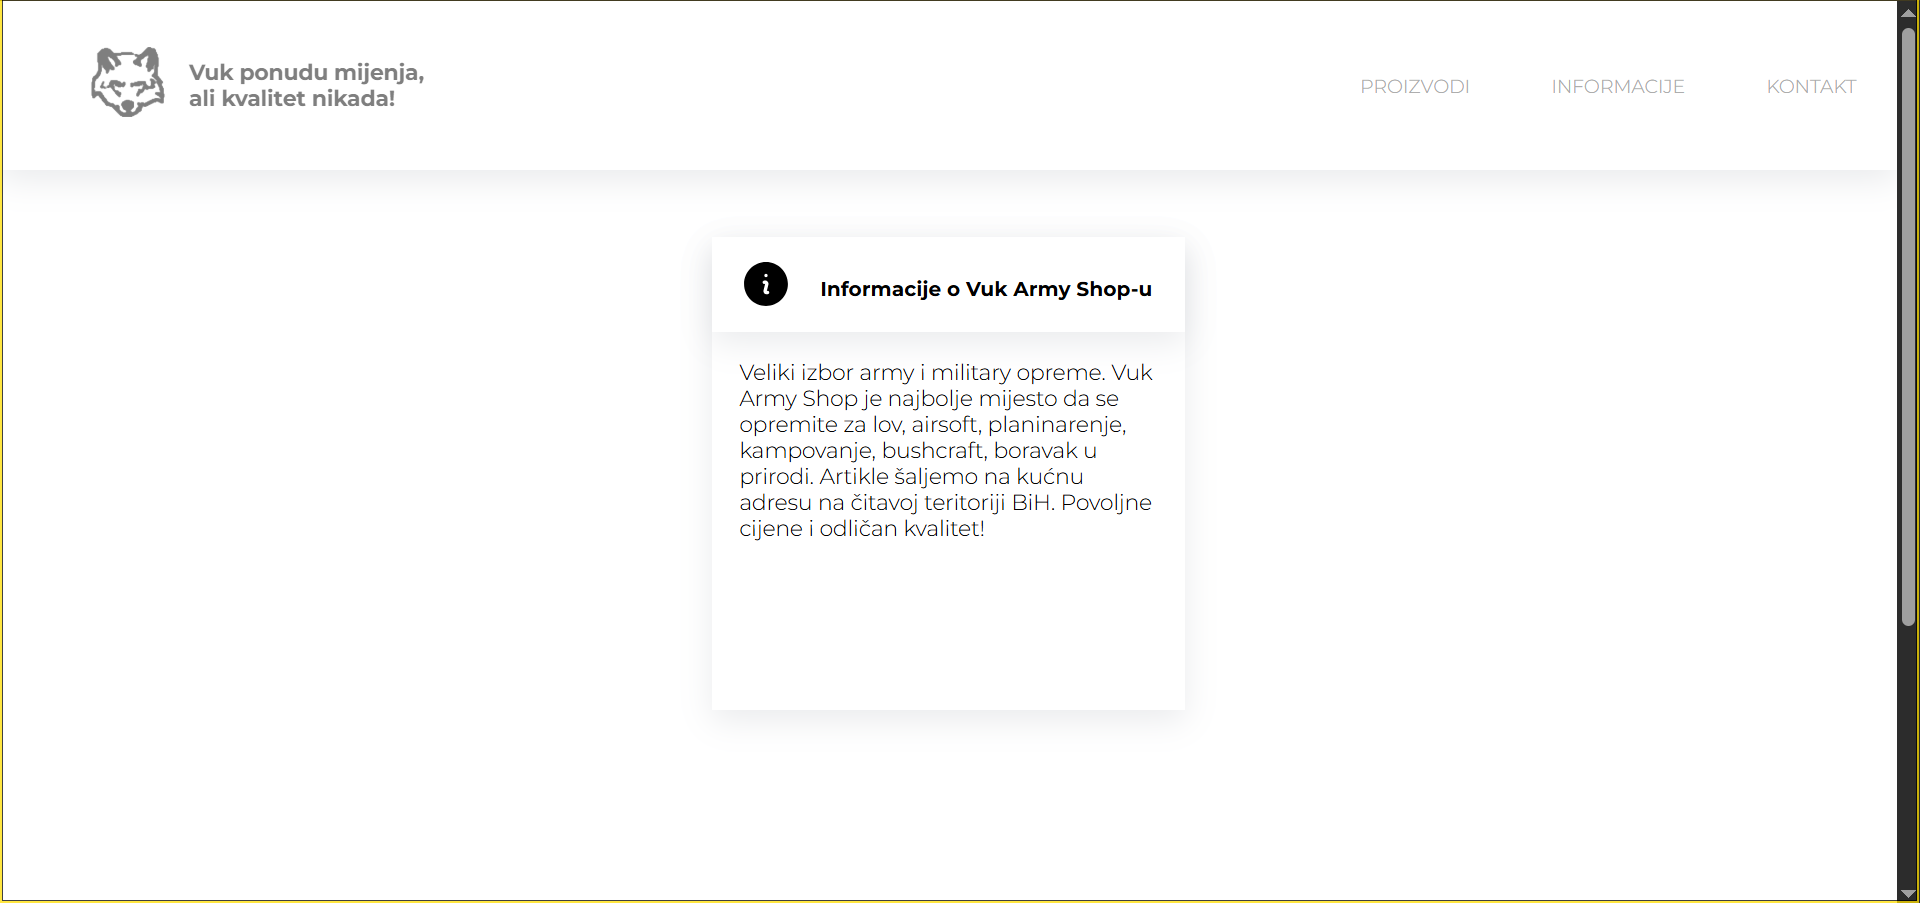 Vuk ponudu mijenja,
ali kvalitet nikada!
PROIZVODI
INFORMACIJE
KONTAKT
Informacije o Vuk Army Shop-u
Veliki izbor army i military opreme. Vuk
Army Shop je najbolje mijesto da se
opremite za lov, airsoft, planinarenje,
kampovanje, bushcraft, boravak u
prirodi. Artikle šaljemo na kućnu
adresu na čitavoj teritoriji BiH. Povoljne
cijene i odličan kvalitet!